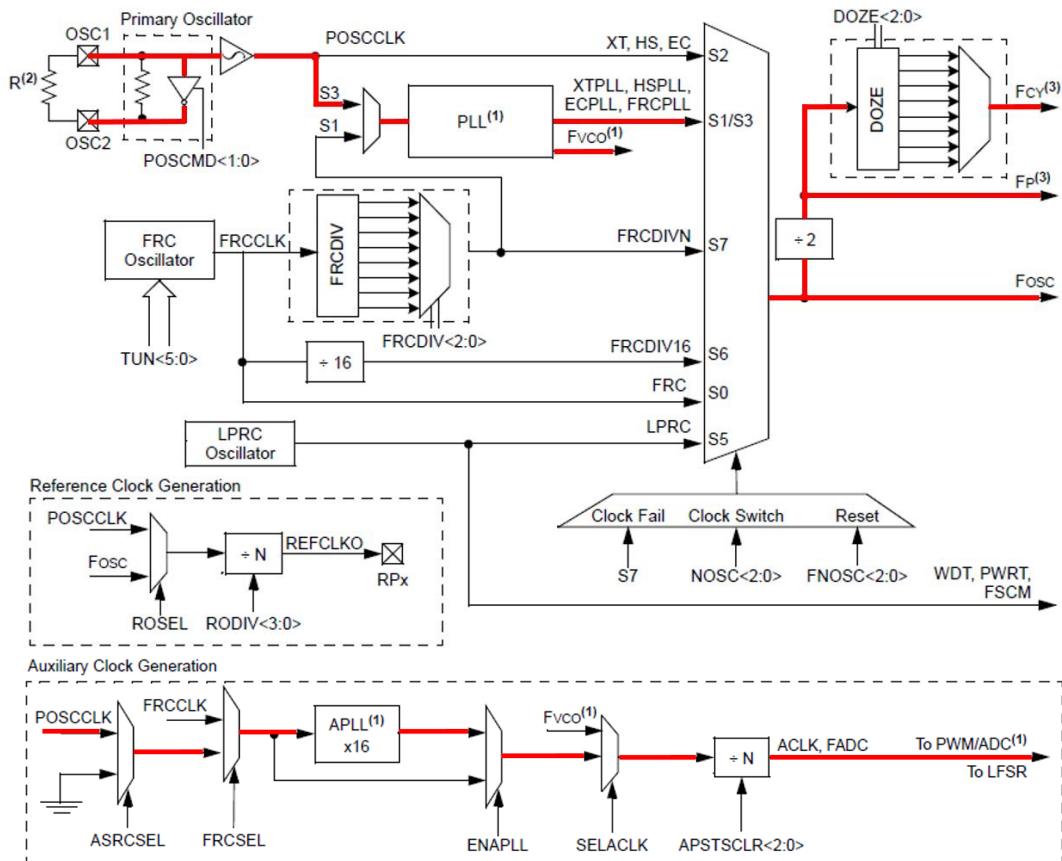 Primary Oscillator
DOZE<2:0>
OSC1
POSCCLK
XT, HS, EC
S2
R(2)
S3
XTPLL, HSPLL,
ECPLL, FRCPLL
PLL(1)
S1/S3
DOZE
FCY(3)
OSC2
S1
FVCO(1)
POSCMD<1:0>
FP(3)
÷ 2
FRC
Oscillator
FRCCLK
FRCDIV
FRCDIVN
S7
FOSC
TUN<5:0>
FRCDIV<2:0>
÷ 16
FRCDIV16
S6
FRC
S0
LPRC
Oscillator
LPRC
S5
Reference Clock Generation
POSCCLK
FOSC
÷ N
REFCLKO
RPx
ROSEL
RODIV<3:0>
Clock Fail
Clock Switch
Reset
S7
NOSC<2:0>
FNOSC<2:0>
WDT, PWRT,
FSCM
Auxiliary Clock Generation
POSCCLK
FRCCLK
APLL(1)
x16
FVCO(1)
÷ N
ACLK, FADC
To PWM/ADC(1)
To LFSR
ASRCSEL
FRCSEL
ENAPLL
SELACLK
APSTSCLR<2:0>